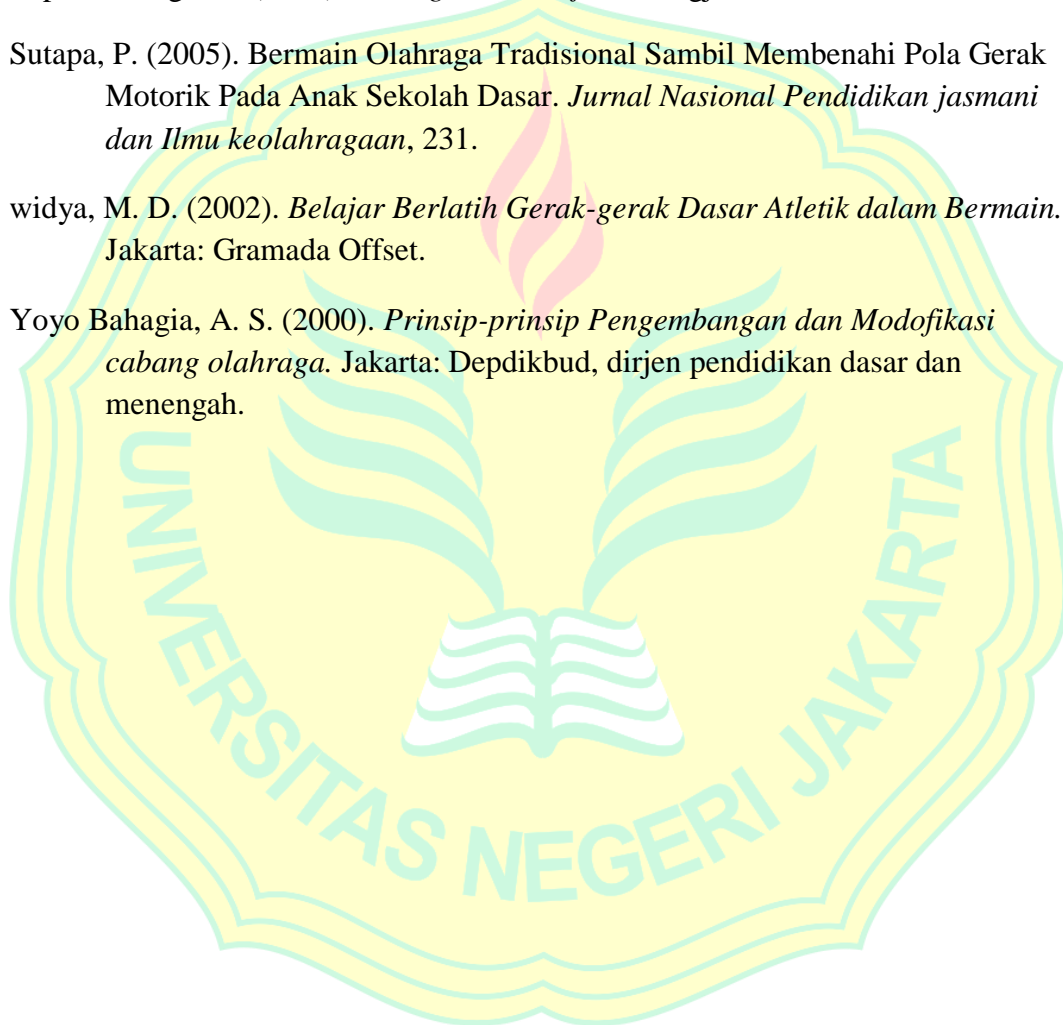 Sutapa, P. (2005). Bermain Olahraga Tradisional Sambil Membenahi Pola Gerak
Motorik Pada Anak Sekolah Dasar. Jurnal Nasional Pendidikan jasmani
dan Ilmu keolahragaan, 231.
widya, M. D. (2002). Belajar Berlatih Gerak-gerak Dasar Atletik dalam Bermain.
Jakarta: Gramada Offset.
Yoyo Bahagia, A. S. (2000). Prinsip-prinsip Pengembangan dan Modofikasi
cabang olahraga. Jakarta: Depdikbud, dirjen pendidikan dasar dan
menengah.
UNIVERSITAS NEGERI JAKARTA